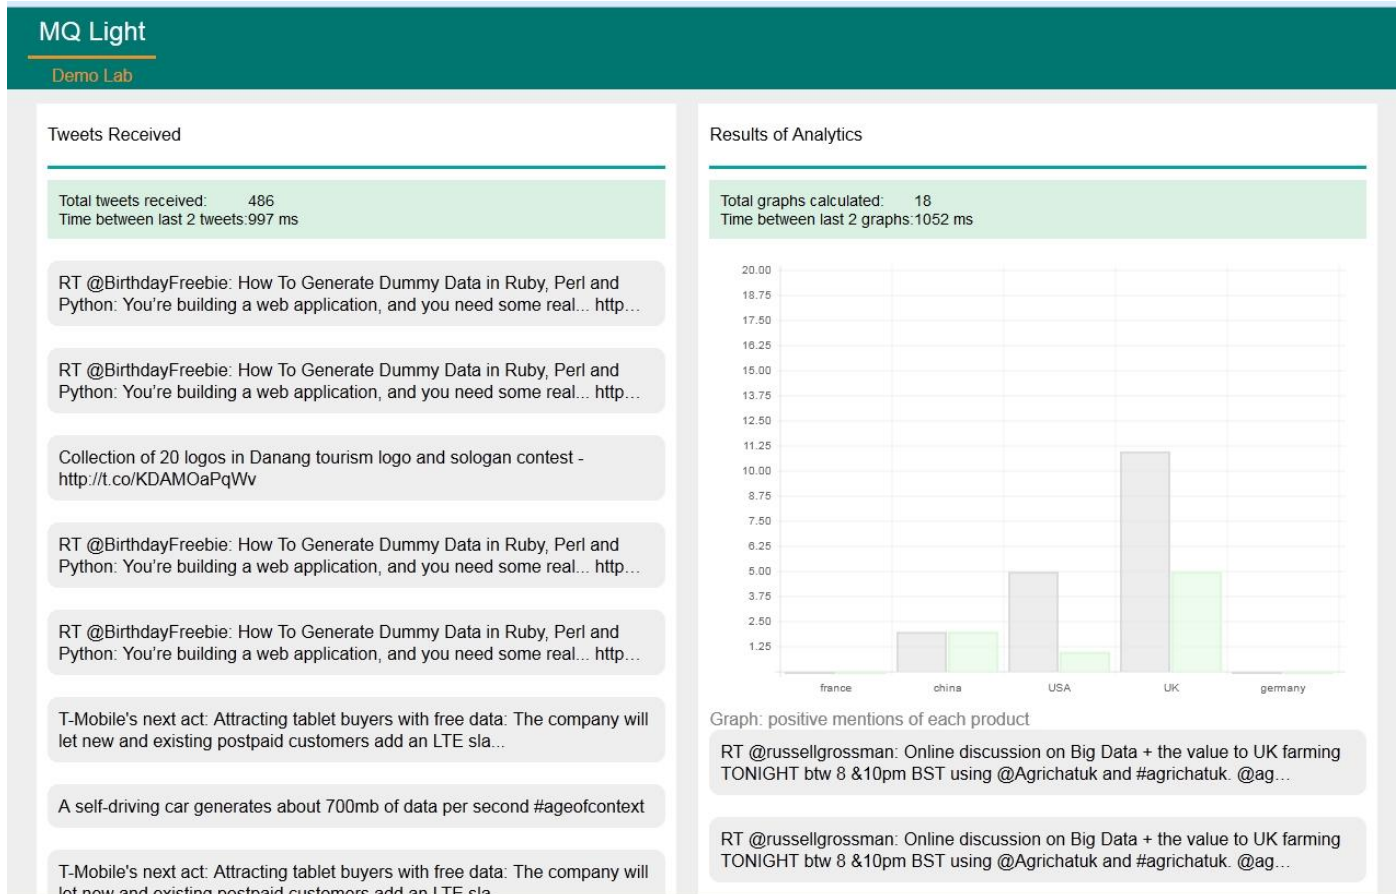 MQ Light
Demo Lab
Tweets Received
Total tweets received: 486
Time between last 2 tweets:997 ms
RT @BirthdayFreebie: How To Generate Dummy Data in Ruby, Perl and
Python: You’re building a web application, and you need some real... http…
RT @BirthdayFreebie: How To Generate Dummy Data in Ruby, Perl and
Python: You’re building a web application, and you need some real... http…
Collection of 20 logos in Danang tourism logo and sologan contest -
http://t.co/KDAMOaPqWv
RT @BirthdayFreebie: How To Generate Dummy Data in Ruby, Perl and
Python: You’re building a web application, and you need some real... http…
RT @BirthdayFreebie: How To Generate Dummy Data in Ruby, Perl and
Python: You’re building a web application, and you need some real... http…
T-Mobile's next act: Attracting tablet buyers with free data: The company will
let new and existing postpaid customers add an LTE sla...
A self-driving car generates about 700mb of data per second #ageofcontext
T-Mobile's next act: Attracting tablet buyers with free data: The company will
let new and existing postpaid customers add an LTE sla
Results of Analytics
Total graphs calculated: 18
Time between last 2 graphs:1052 ms
20.00
18.75
17.50
16.25
15.00
13.75
12.50
11.25
10.00
8.75
7.50
6.25
5.00
3.75
2.50
1.25
france china USA UK germany
Graph: positive mentions of each product
RT @russellgrossman: Online discussion on Big Data + the value to UK farming
TONIGHT btw 8 &10pm BST using @Agrichatuk and #agrichatuk. @ag…
RT @russellgrossman: Online discussion on Big Data + the value to UK farming
TONIGHT btw 8 &10pm BST using @Agrichatuk and #agrichatuk. @ag…